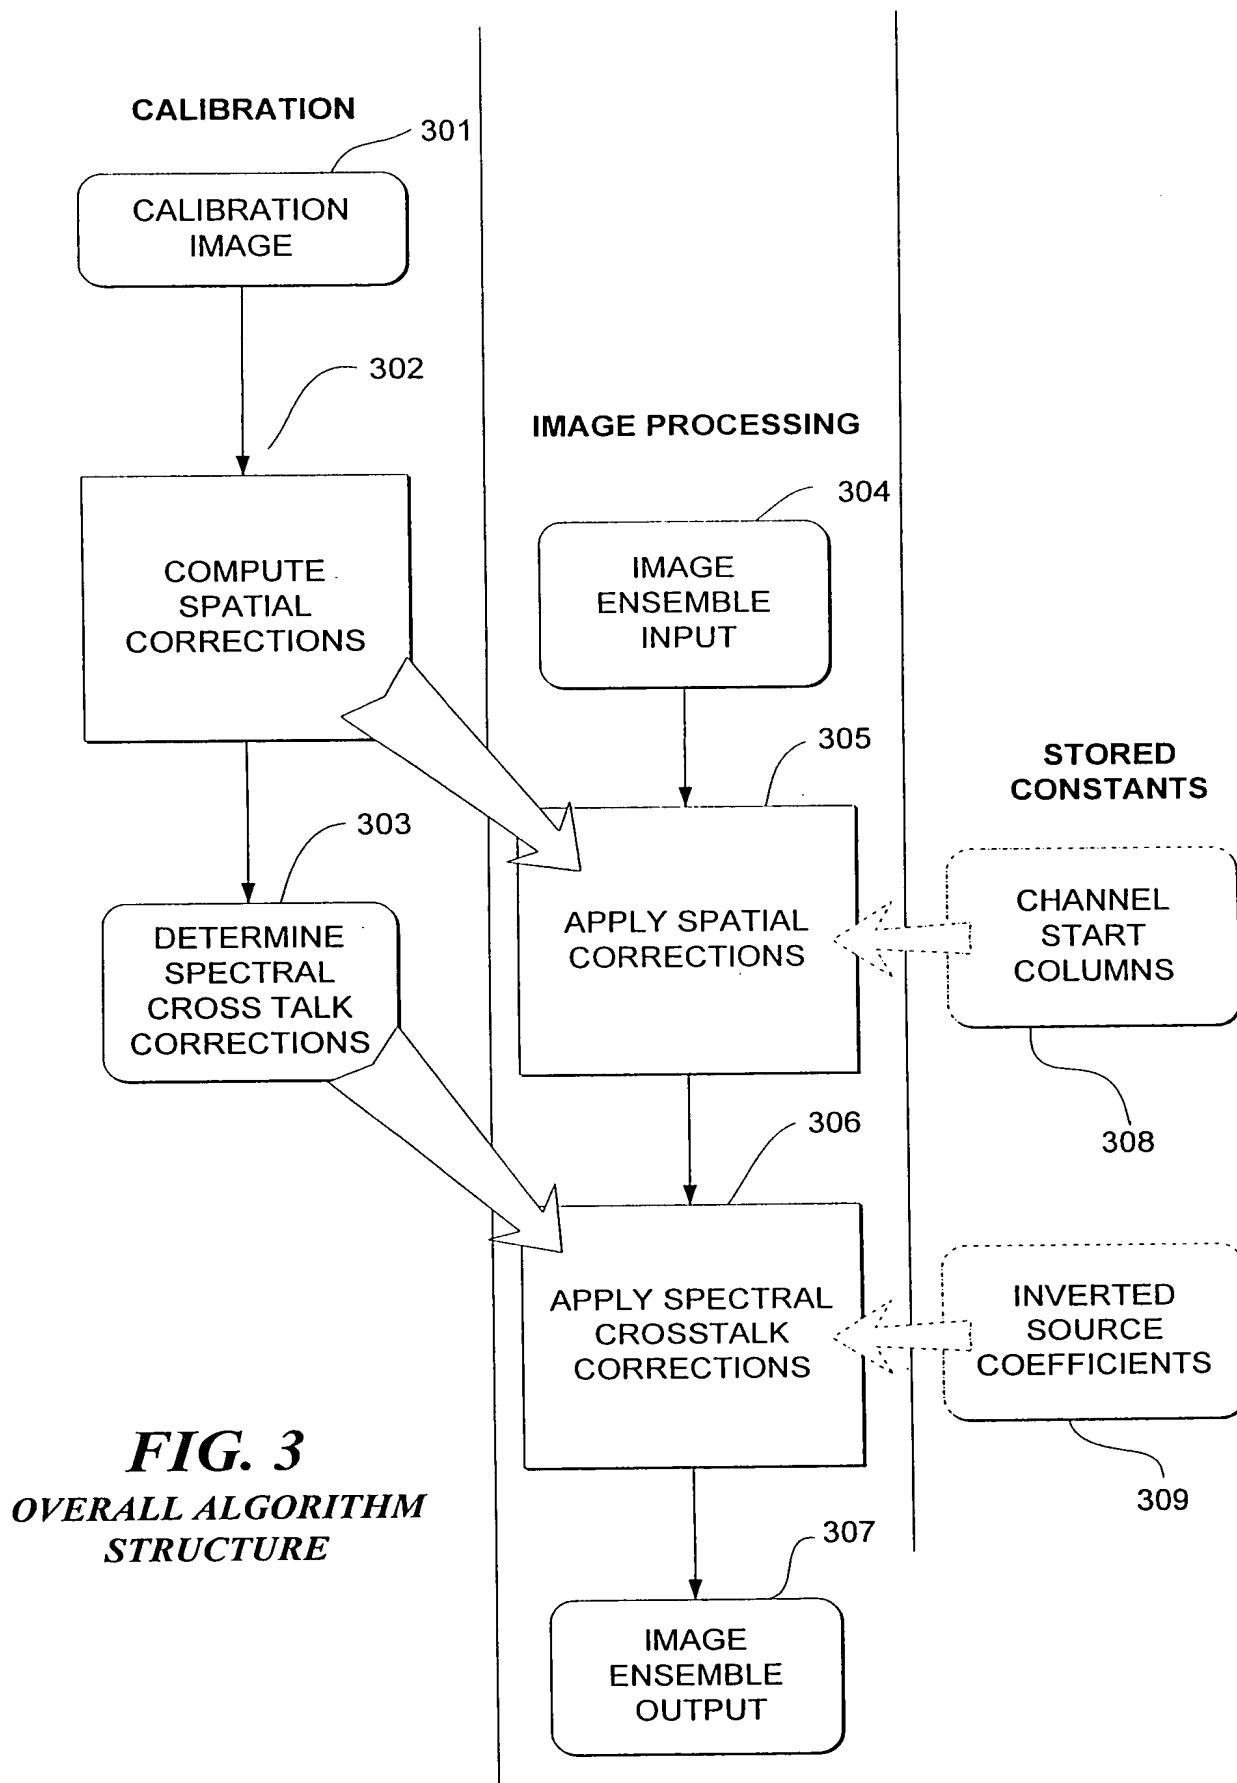 CALIBRATION
301
CALIBRATION
IMAGE
302
COMPUTE
SPATIAL
CORRECTIONS
303
DETERMINE
SPECTRAL
CROSS TALK
CORRECTIONS
IMAGE PROCESSING
304
IMAGE
ENSEMBLE
INPUT
305
APPLY SPATIAL
CORRECTIONS
306
APPLY SPECTRAL
CROSSTALK
CORRECTIONS
307
IMAGE
ENSEMBLE
OUTPUT
STORED
CONSTANTS
CHANNEL
START
COLUMNS
308
INVERTED
SOURCE
COEFFICIENTS
309
FIG. 3
OVERALL ALGORITHM
STRUCTURE